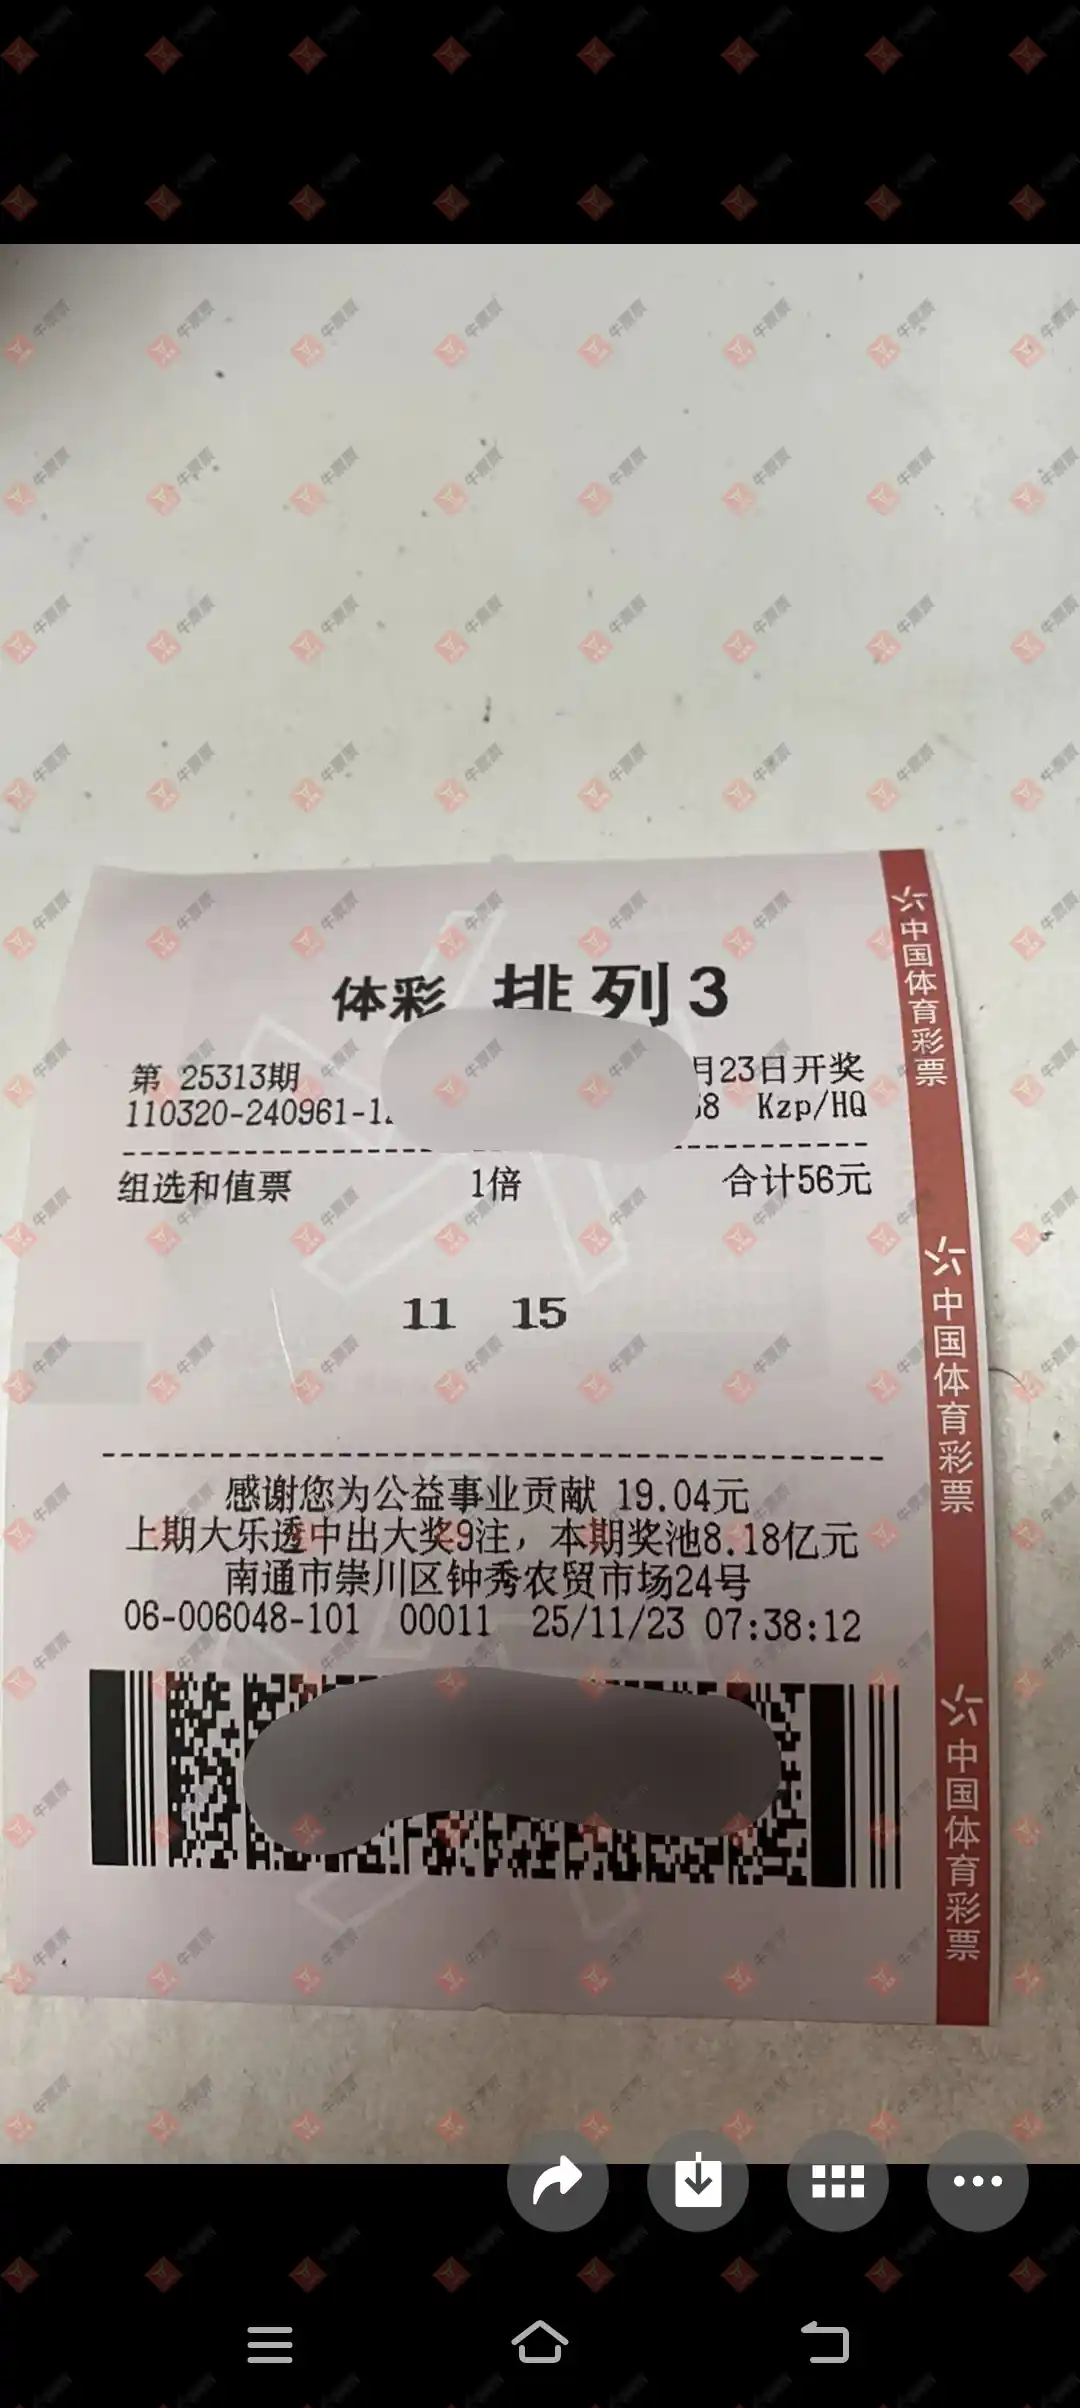 体彩 排列3
第 25313期 月23日开奖
110320-240961-1 68 Kzp/HQ
组选和值票 1倍 合计56元
11 15
感谢您为公益事业贡献 19.04元
上期大乐透中出大奖9注，本期奖池8.18亿元
南通市崇川区钟秀农贸市场24号
06-006048-101 00011 25/11/23 07:38:12
中国体育彩票
中国体育彩票
中国体育彩票
牛票票